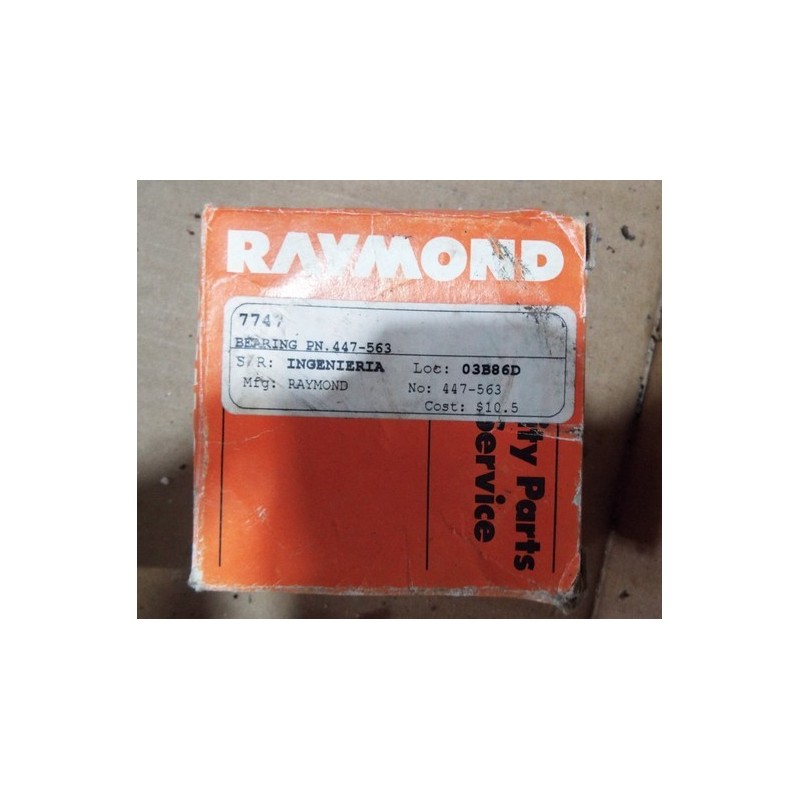 RAYMOND
7747
BEARING PN.447-563
S/R: INGENIERIA Loc: 03B86D
Mfg: RAYMOND No: 447-563
Cost: $10.5
Parts
Service